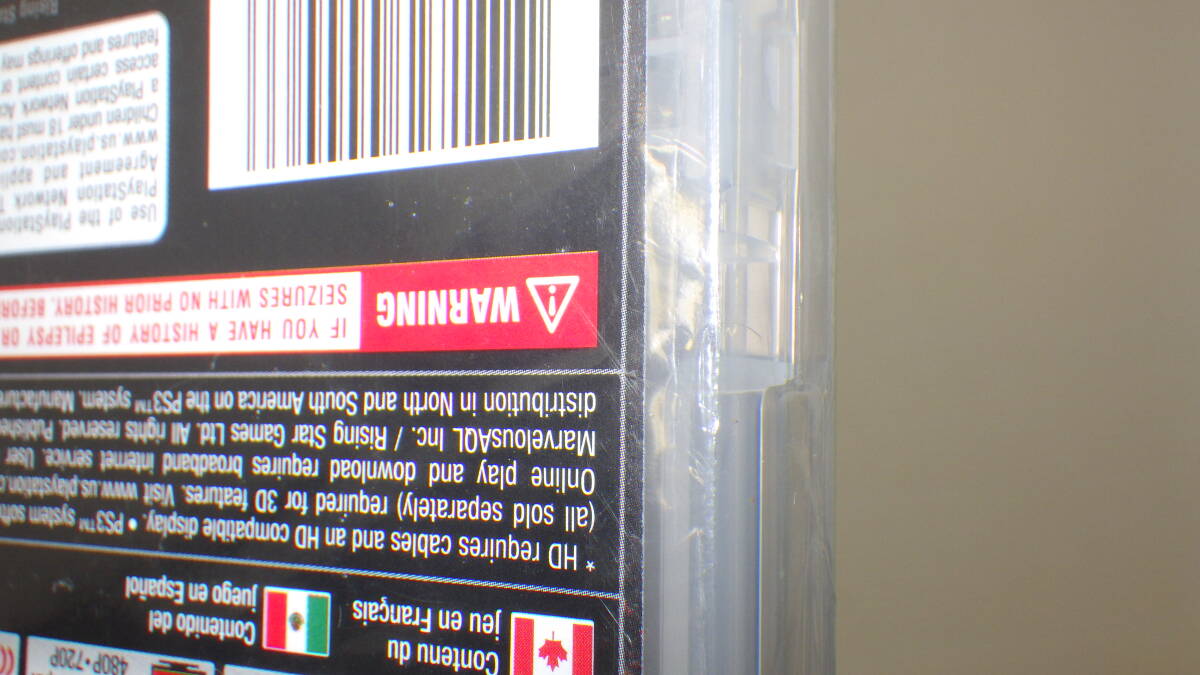 480P•720P
Contenido del
juego en Español
Contenu du
jeu en Français
* HD requires cables and an HD compatible display. • PS3™ system
(all sold separately) required for 3D features. Visit www.us.playstation.
Online play and download requires broadband internet service. User
MarvelousAQL Inc. / Rising Star Games Ltd. All rights reserved.
distribution in North and South America on the PS3™ system.
WARNING
IF YOU HAVE A HISTORY OF EPILEPSY OR
SEIZURES WITH NO PRIOR HISTORY, BEFOR
Use of the PlayStation
PlayStation Network T
Agreement and appli
www.us.playstation.co
Children under 18 must ha
a PlayStation Network Ac
access certain content or
features and offerings may
Rising Sta